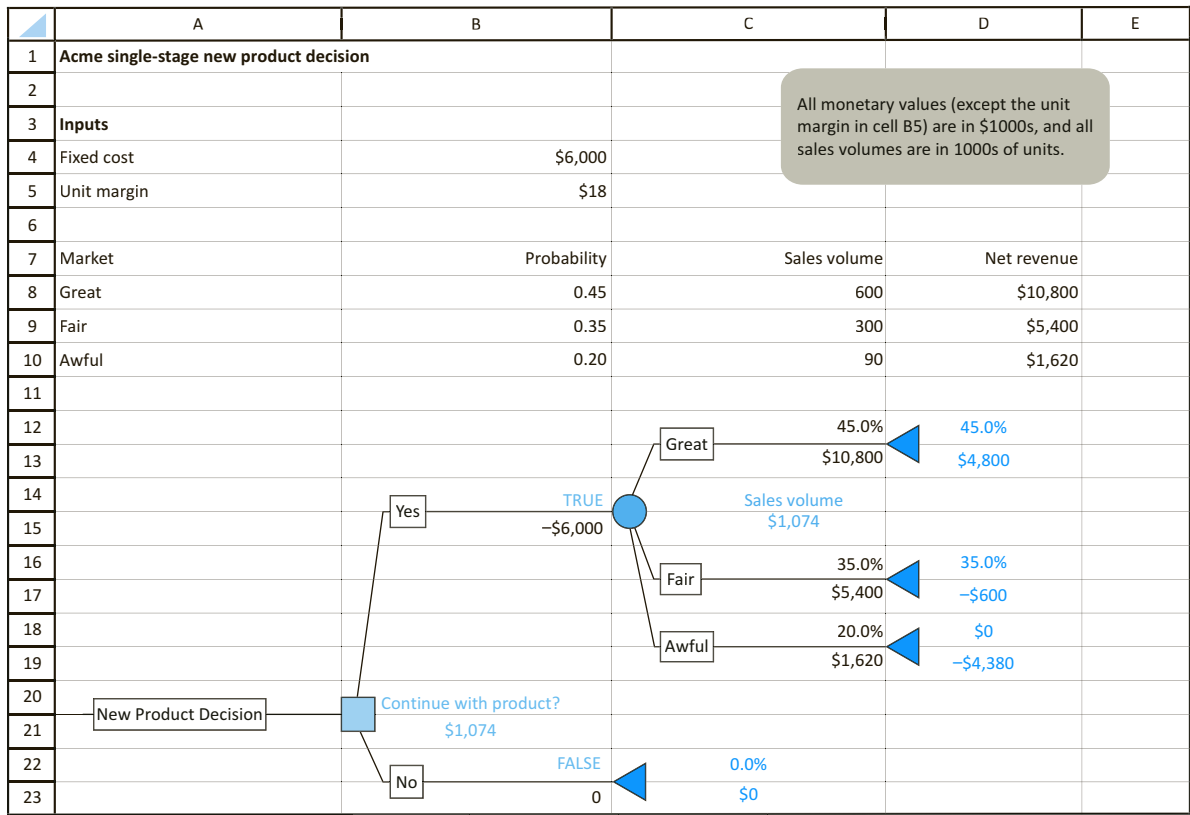 A B C D E
1 Acme single-stage new product decision
2
All monetary values (except the unit
margin in cell B5) are in $1000s, and all
sales volumes are in 1000s of units.
3 Inputs
4 Fixed cost $6,000
5 Unit margin $18
6
7 Market Probability Sales volume Net revenue
8 Great 0.45 600 $10,800
9 Fair 0.35 300 $5,400
10 Awful 0.20 90 $1,620
11
12 45.0% 45.0%
Great
13 $10,800 $4,800
14 TRUE Sales volume
Yes
15 –$6,000 $1,074
16 35.0% 35.0%
Fair
17 $5,400 –$600
18 20.0% $0
Awful
19 $1,620 –$4,380
20 Continue with product?
New Product Decision
21 $1,074
22 FALSE 0.0%
No
23 0 $0